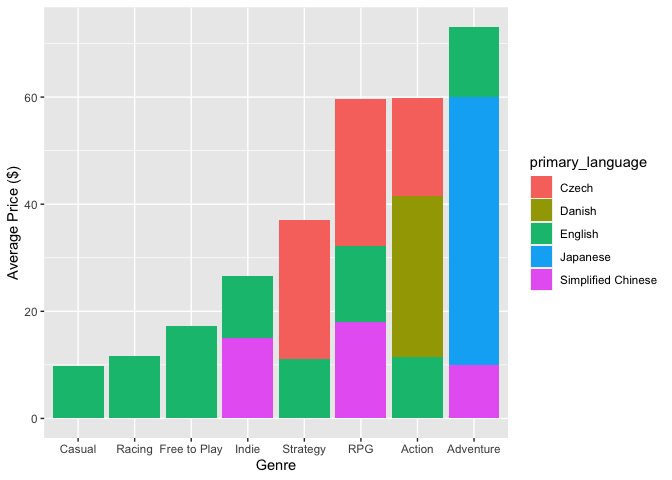 Average Price ($)
60
40
20
0
Casual Racing Free to Play Indie Strategy RPG Action Adventure
Genre
primary_language
Czech
Danish
English
Japanese
Simplified Chinese